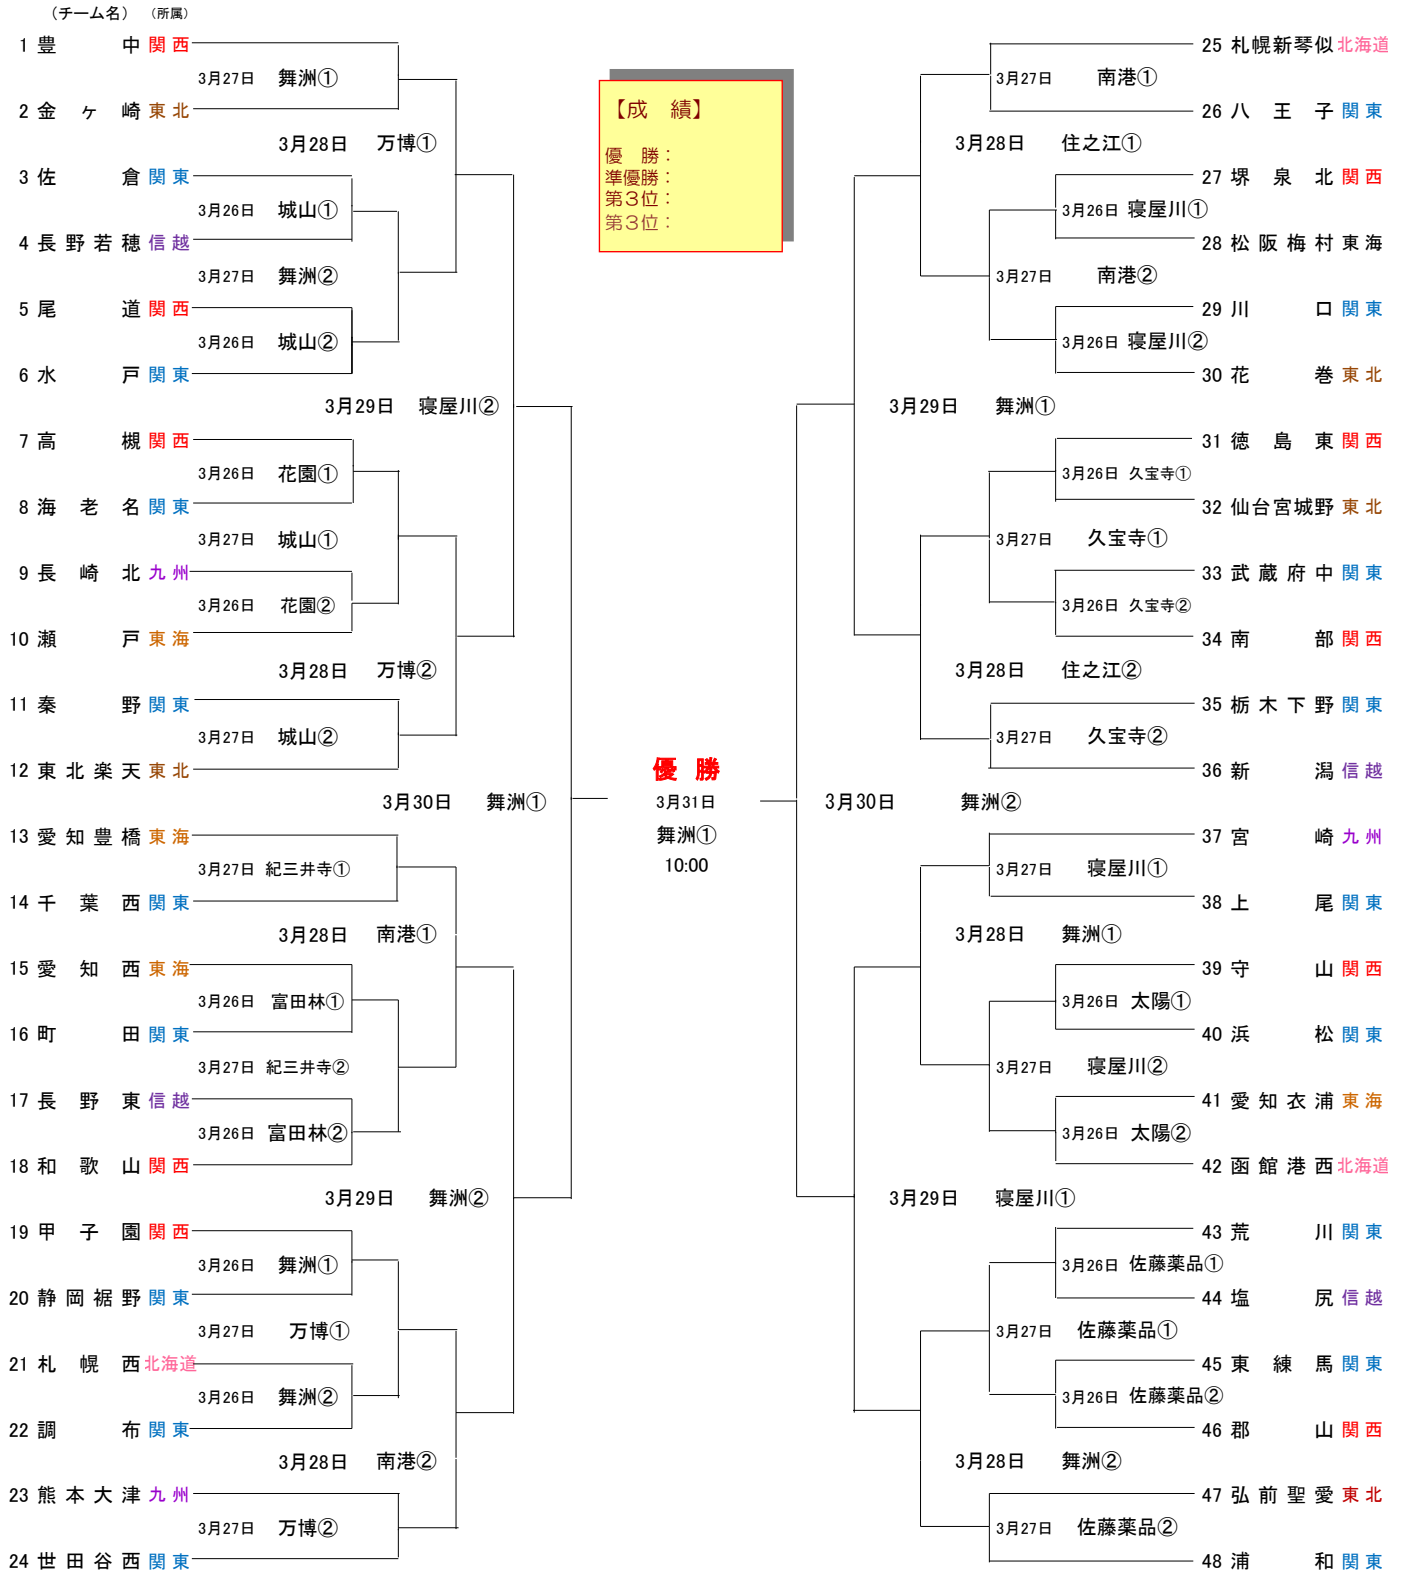 （チーム名）（所属）
1 豊中 関西
3月27日 舞洲①
2 金ヶ崎 東北
3月28日 万博①
3 佐倉 関東
3月26日 城山①
4 長野若穂 信越
3月27日 舞洲②
5 尾道 関西
3月26日 城山②
6 水戸 関東
3月29日 寝屋川②
7 高槻 関西
3月26日 花園①
8 海老名 関東
3月27日 城山①
9 長崎北 九州
3月26日 花園②
10 瀬戸 東海
3月28日 万博②
11 秦野 関東
3月27日 城山②
12 東北楽天 東北
3月30日 舞洲①
13 愛知豊橋 東海
3月27日 紀三井寺①
14 千葉西 関東
3月28日 南港①
15 愛知西 東海
3月26日 富田林①
16 町田 関東
3月27日 紀三井寺②
17 長野東 信越
3月26日 富田林②
18 和歌山 関西
3月29日 舞洲②
19 甲子園 関西
3月26日 舞洲①
20 静岡裾野 関東
3月27日 万博①
21 札幌西 北海道
3月26日 舞洲②
22 調布 関東
3月28日 南港②
23 熊本大津 九州
3月27日 万博②
24 世田谷西 関東
【成績】
優勝：
準優勝：
第３位：
第３位：
優勝
3月31日
舞洲①
10:00
25 札幌新琴似 北海道
3月27日 南港①
26 八王子 関東
3月28日 住之江①
27 堺泉北 関西
3月26日 寝屋川①
28 松阪梅村 東海
3月27日 南港②
29 川口 関東
3月26日 寝屋川②
30 花巻 東北
3月29日 舞洲①
31 徳島東 関西
3月26日 久宝寺①
32 仙台宮城野 東北
3月27日 久宝寺①
33 武蔵府中 関東
3月26日 久宝寺②
34 南部 関西
3月28日 住之江②
35 栃木下野 関東
3月27日 久宝寺②
36 新潟 信越
3月30日 舞洲②
37 宮崎 九州
3月27日 寝屋川①
38 上尾 関東
3月28日 舞洲①
39 守山 関西
3月26日 太陽①
40 浜松 関東
3月27日 寝屋川②
41 愛知衣浦 東海
3月26日 太陽②
42 函館港西 北海道
3月29日 寝屋川①
43 荒川 関東
3月26日 佐藤薬品①
44 塩尻 信越
3月27日 佐藤薬品①
45 東練馬 関東
3月26日 佐藤薬品②
46 郡山 関西
3月28日 舞洲②
47 弘前聖愛 東北
3月27日 佐藤薬品②
48 浦和 関東